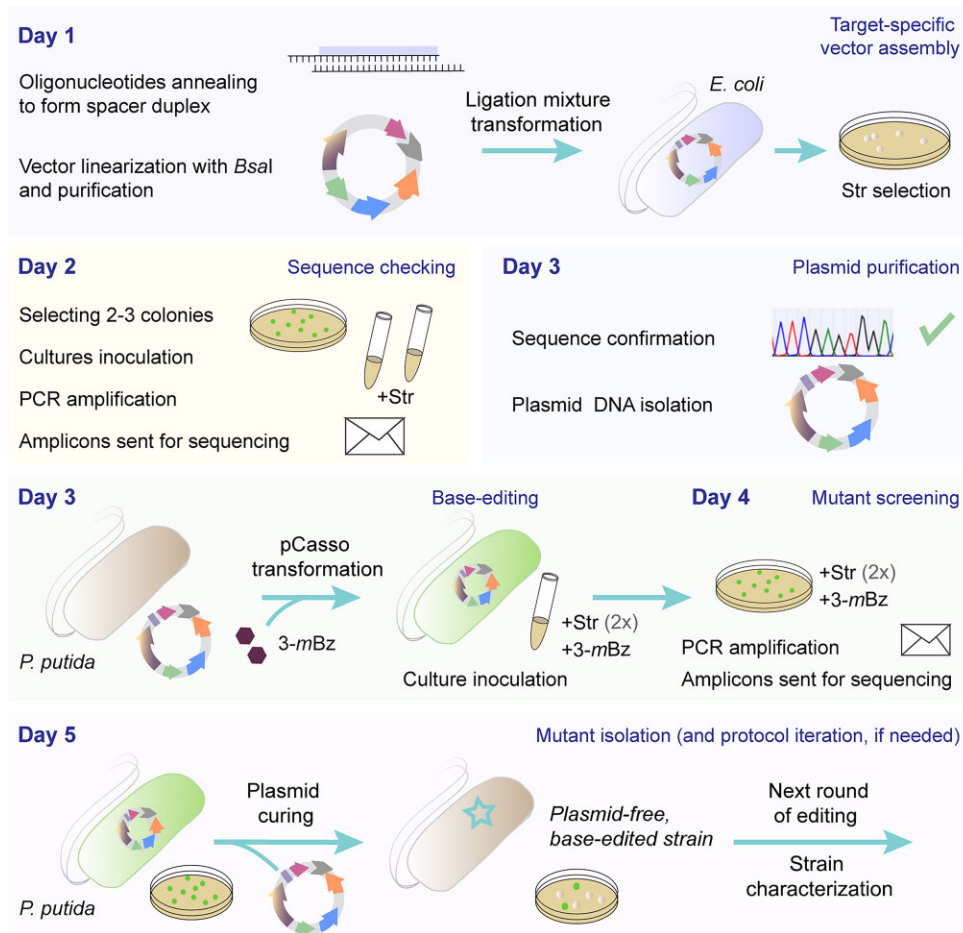 Day 1
Target-specific
vector assembly
Oligonucleotides annealing
to form spacer duplex
Vector linearization with BsaI
and purification
Ligation mixture
transformation
E. coli
Str selection
Day 2
Sequence checking
Selecting 2-3 colonies
Cultures inoculation
PCR amplification
Amplicons sent for sequencing
+Str
Day 3
Plasmid purification
Sequence confirmation
Plasmid DNA isolation
Day 3
Base-editing
P. putida
pCasso
transformation
3-mBz
+Str (2x)
+3-mBz
Culture inoculation
Day 4
Mutant screening
+Str (2x)
+3-mBz
PCR amplification
Amplicons sent for sequencing
Day 5
Mutant isolation (and protocol iteration, if needed)
P. putida
Plasmid
curing
Plasmid-free,
base-edited strain
Next round
of editing
Strain
characterization